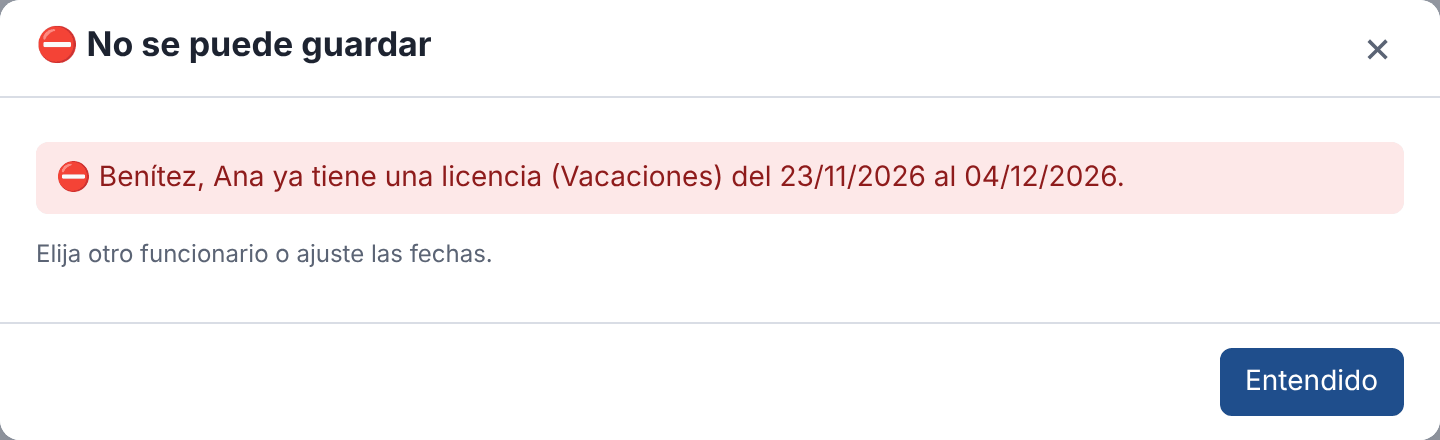 ⛔ No se puede guardar
×
⛔ Benítez, Ana ya tiene una licencia (Vacaciones) del 23/11/2026 al 04/12/2026.
Elija otro funcionario o ajuste las fechas.
Entendido